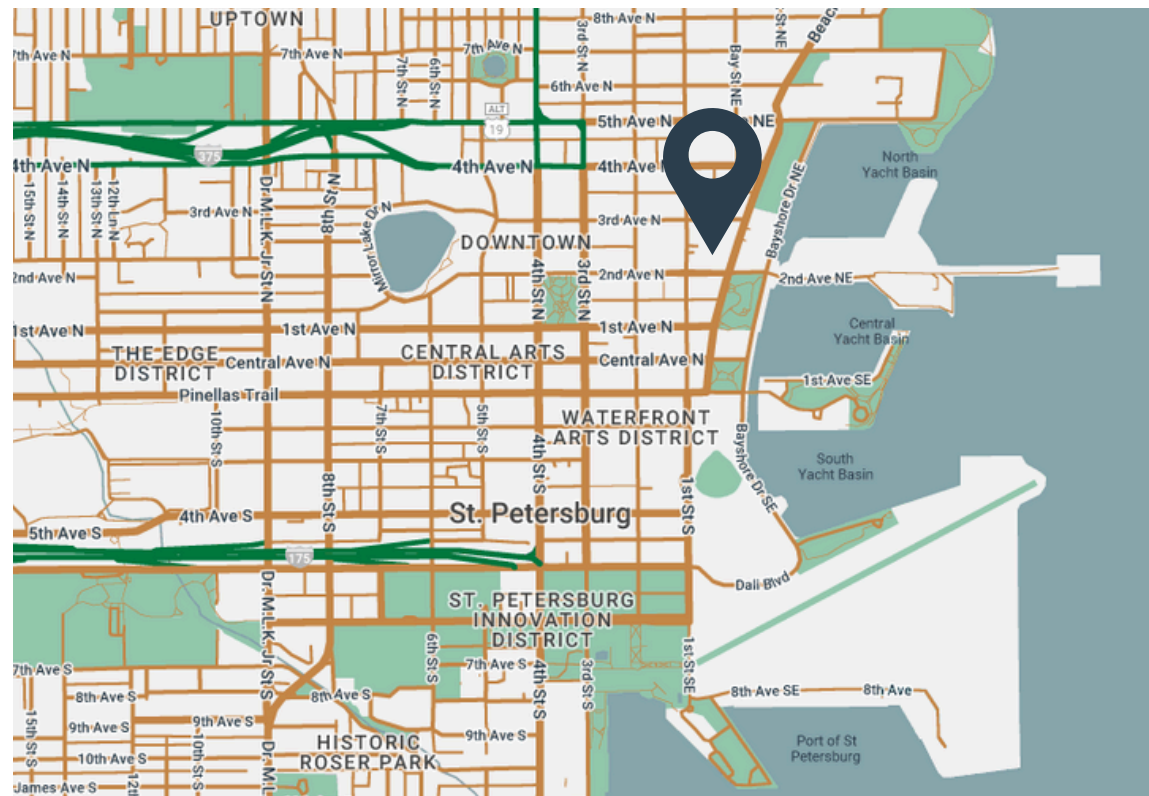 UPTOWN
8th Ave N
3rd St N
St NE
Beac
7th Ave N
7th Ave N
7th Ave N
7th St N
6th St N
Bay St NE
6th Ave N
ALT
19
5th Ave N
NE
375
4th Ave N
4th Ave N
4th Ave N
North
Yacht Basin
15th St N
14th St N
13th St N
12th Ln N
Dr. M.L.K. Jr St N
8th St N
3rd Ave N
Mirror Lake Dr N
3rd Ave N
Bayshore Dr NE
DOWNTOWN
2nd Ave N
4th St N
3rd St N
2nd Ave N
2nd Ave NE
1st Ave N
1st Ave N
1st Ave N
Central
Yacht Basin
THE EDGE
DISTRICT
Central Ave N
CENTRAL ARTS
DISTRICT
Central Ave N
1st Ave SE
Pinellas Trail
10th St S
7th St S
5th St S
WATERFRONT
ARTS DISTRICT
4th St S
Bayshore Dr SE
South
Yacht Basin
8th St S
1st St S
4th Ave S
St. Petersburg
5th Ave S
175
Dali Blvd
Dr. M.L.K. Jr St S
ST. PETERSBURG
INNOVATION
DISTRICT
6th St S
7th Ave S
7th Ave S
4th St S
3rd St S
1st St SE
8th Ave S
8th Ave S
8th Ave SE
8th Ave
15th St S
9th Ave S
9th Ave S
10th St S
9th Ave S
HISTORIC
ROSER PARK
Port of St
Petersburg
10th Ave S
12th
Dr. M.L
James Ave S